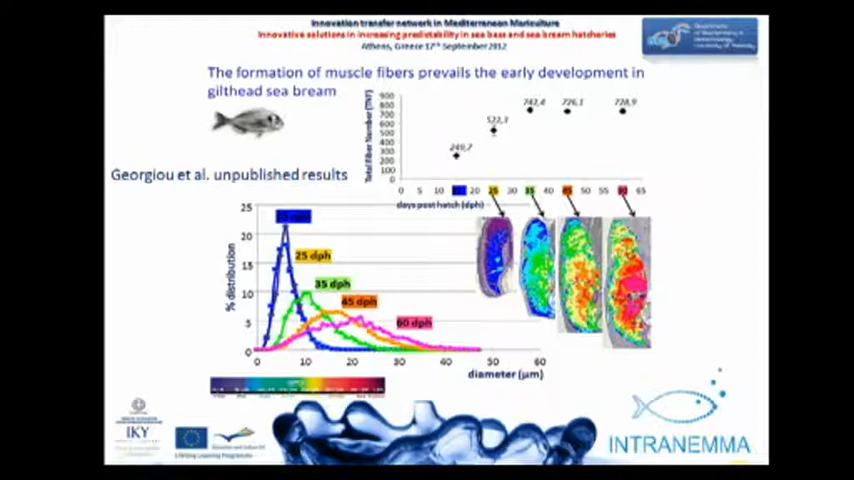 Innovation transfer network in Mediterranean Mariculture
Innovative solutions in increasing predictability in sea bass and sea bream hatcheries
Athens, Greece 17th September 2012
The formation of muscle fibers prevails the early development in
gilthead sea bream
Georgiou et al. unpublished results
Total Fiber Number (TNF)
900
800
700
600
500
400
300
200
100
0
249,7
522,3
742,4
726,1
728,9
0 5 10 15 20 25 30 35 40 45 50 55 60 65
days post hatch (dph)
% distribution
25
20
15
10
5
0
25 dph
35 dph
45 dph
60 dph
0 10 20 30 40 50 60
diameter (μm)
IKY
Lifelong Learning Programme
INTRANEMMA